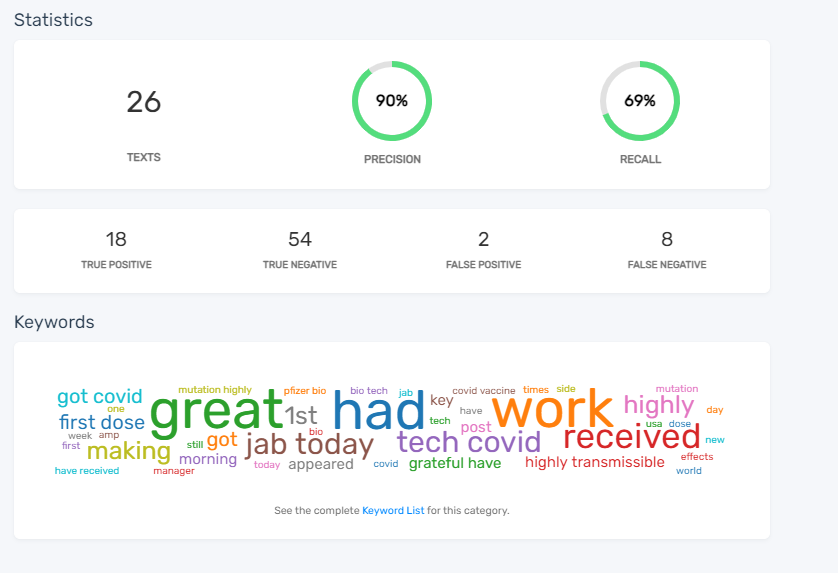 Statistics
26
90%
69%
TEXTS
PRECISION
RECALL
18
54
2
8
TRUE POSITIVE
TRUE NEGATIVE
FALSE POSITIVE
FALSE NEGATIVE
Keywords
got covid
mutation highly
pfizer bio
bio tech
jab
covid vaccine
times
side
mutation
one
great
1st
had
key
have
work
highly
day
first dose
tech
post
usa
dose
week
amp
bio
received
new
first
making
still
got
jab today
tech covid
morning
today
appeared
covid
grateful have
highly transmissible
effects
have received
manager
world
See the complete Keyword List for this category.